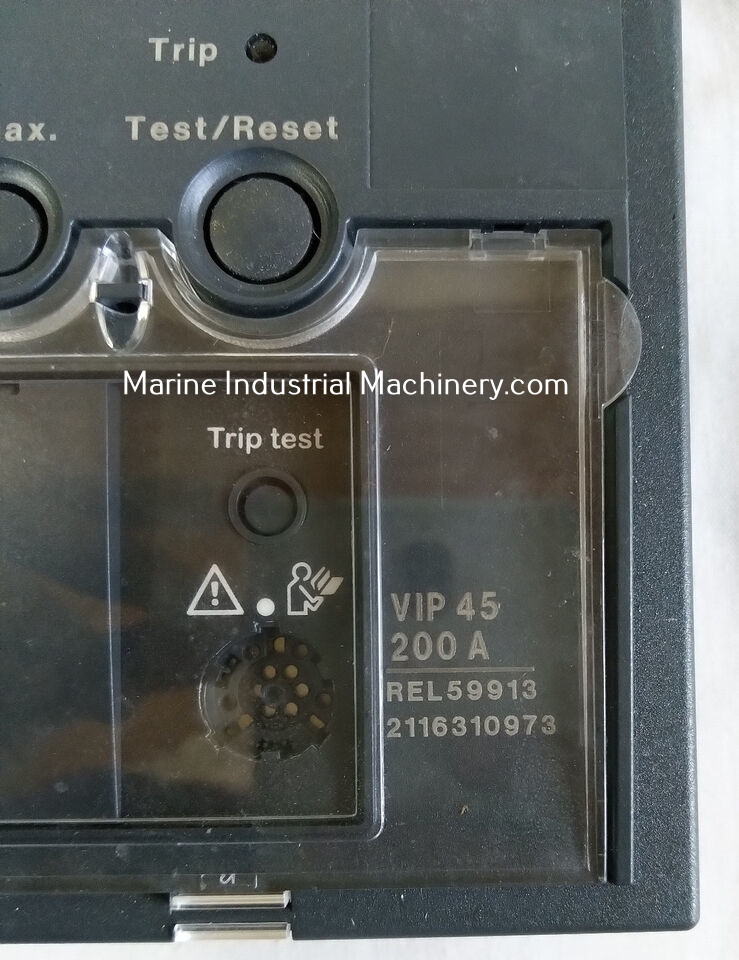 Trip
ax.
Test/Reset
Marine Industrial Machinery.com
Trip test
VIP 45
200 A
REL59913
2116310973